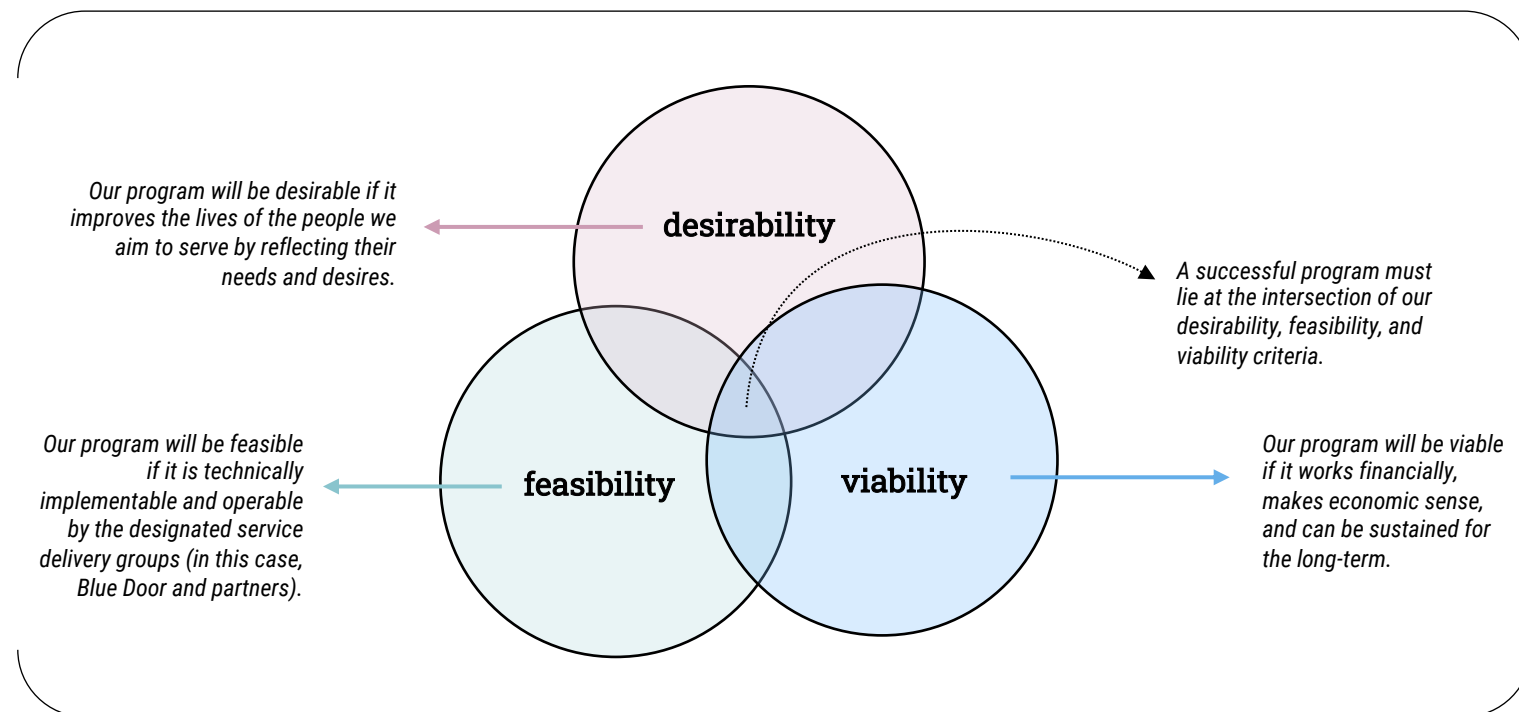 desirability
Our program will be desirable if it
improves the lives of the people we
aim to serve by reflecting their
needs and desires.
A successful program must
lie at the intersection of our
desirability, feasibility, and
viability criteria.
feasibility
Our program will be feasible
if it is technically
implementable and operable
by the designated service
delivery groups (in this case,
Blue Door and partners).
viability
Our program will be viable
if it works financially,
makes economic sense,
and can be sustained for
the long-term.